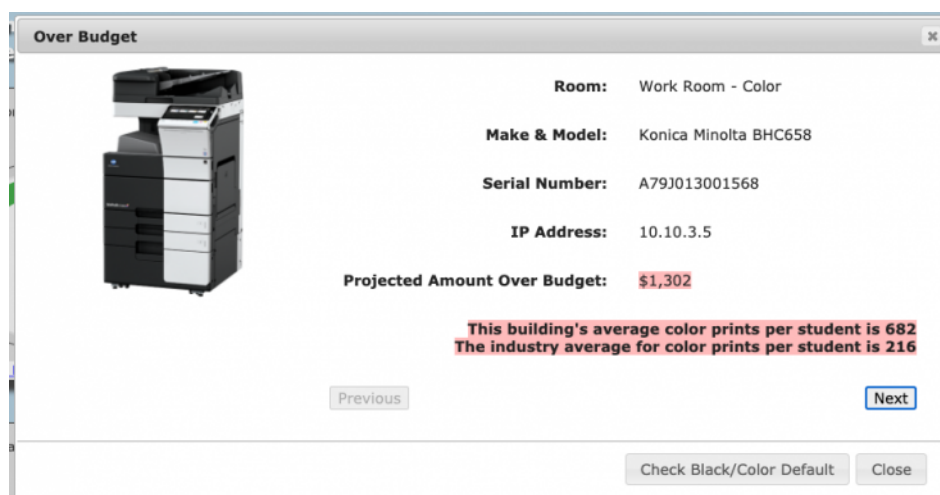 Over Budget
Room: Work Room - Color
Make & Model: Konica Minolta BHC658
Serial Number: A79J013001568
IP Address: 10.10.3.5
Projected Amount Over Budget: $1,302
This building's average color prints per student is 682
The industry average for color prints per student is 216
Previous Next
Check Black/Color Default Close